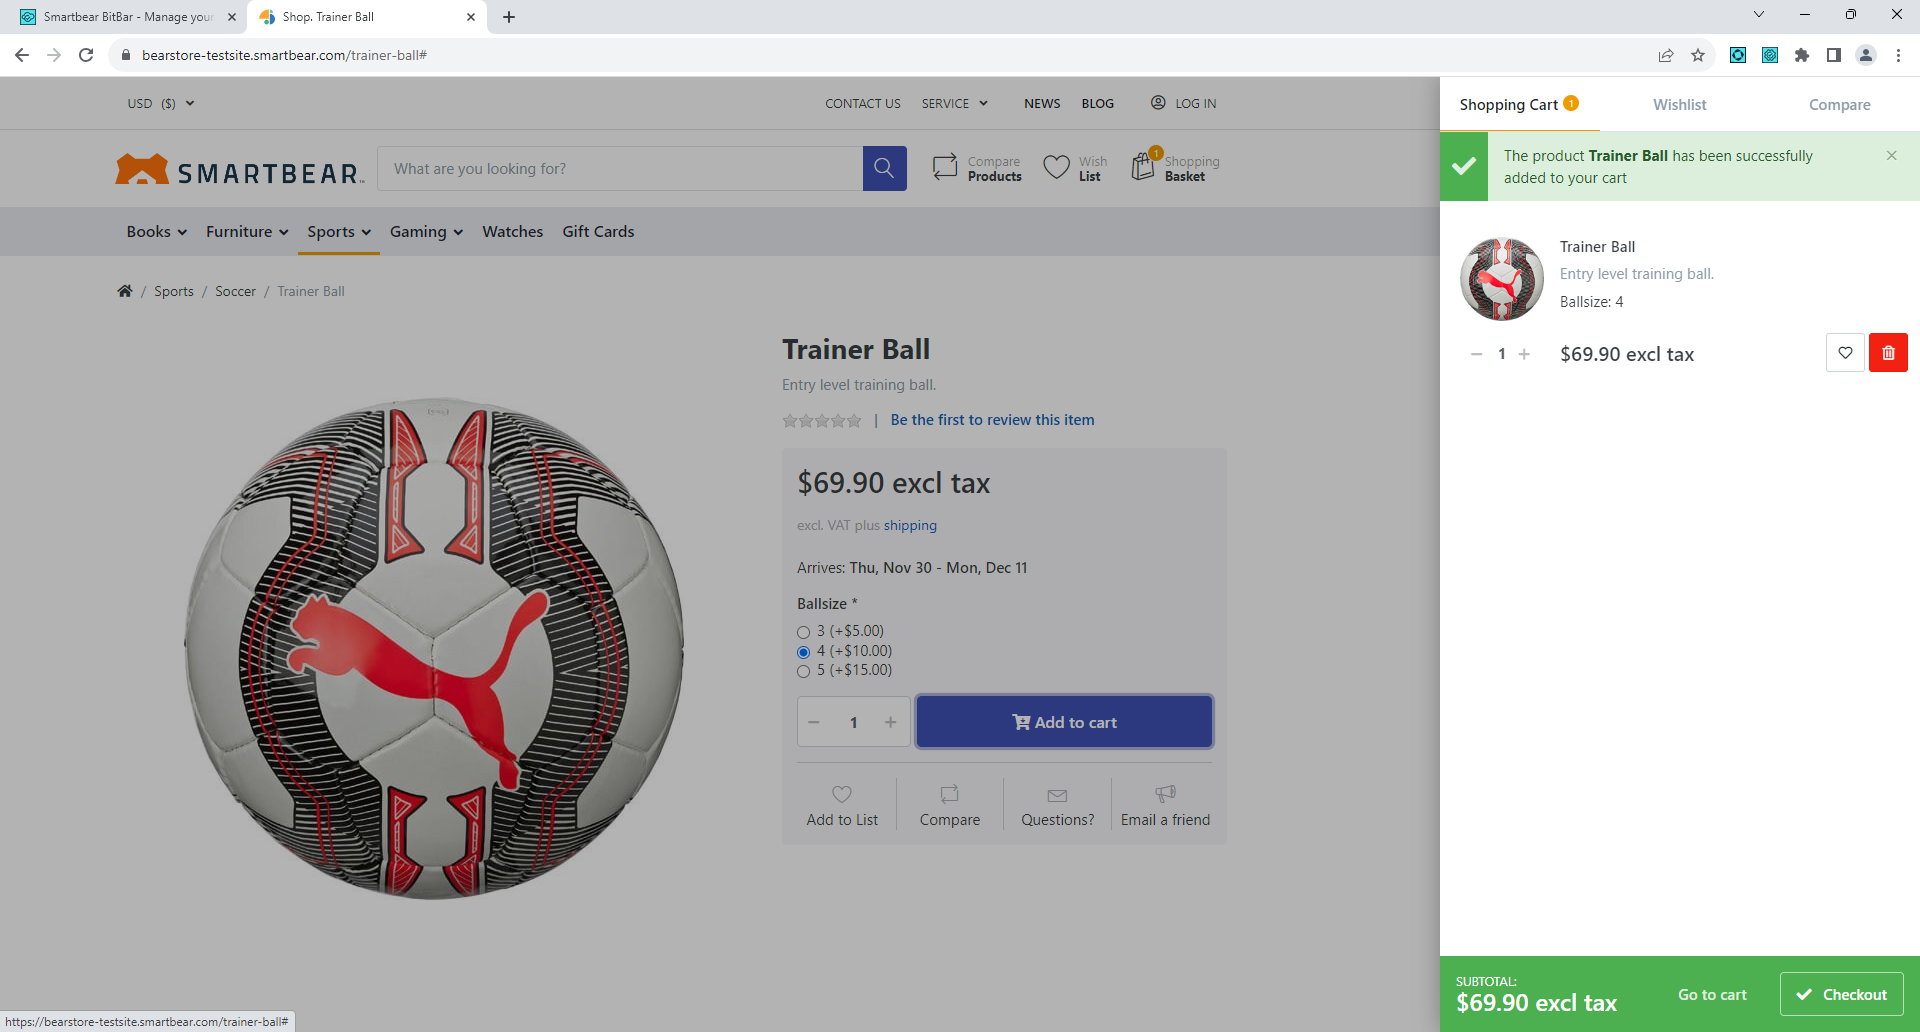 Smartbear BitBar - Manage your
Shop. Trainer Ball
bearstore-testsite.smartbear.com/trainer-ball#
USD ($)
CONTACT US
SERVICE
NEWS
BLOG
LOG IN
SMARTBEAR
What are you looking for?
Compare
Products
Wish
List
1
Shopping
Basket
Books
Furniture
Sports
Gaming
Watches
Gift Cards
/ Sports / Soccer / Trainer Ball
Trainer Ball
Entry level training ball.
| Be the first to review this item
$69.90 excl tax
excl. VAT plus shipping
Arrives: Thu, Nov 30 - Mon, Dec 11
Ballsize *
3 (+$5.00)
4 (+$10.00)
5 (+$15.00)
− 1 +
Add to cart
Add to List
Compare
Questions?
Email a friend
Shopping Cart 1
Wishlist
Compare
The product Trainer Ball has been successfully
added to your cart
Trainer Ball
Entry level training ball.
Ballsize: 4
− 1 +
$69.90 excl tax
SUBTOTAL:
$69.90 excl tax
Go to cart
Checkout
https://bearstore-testsite.smartbear.com/trainer-ball#